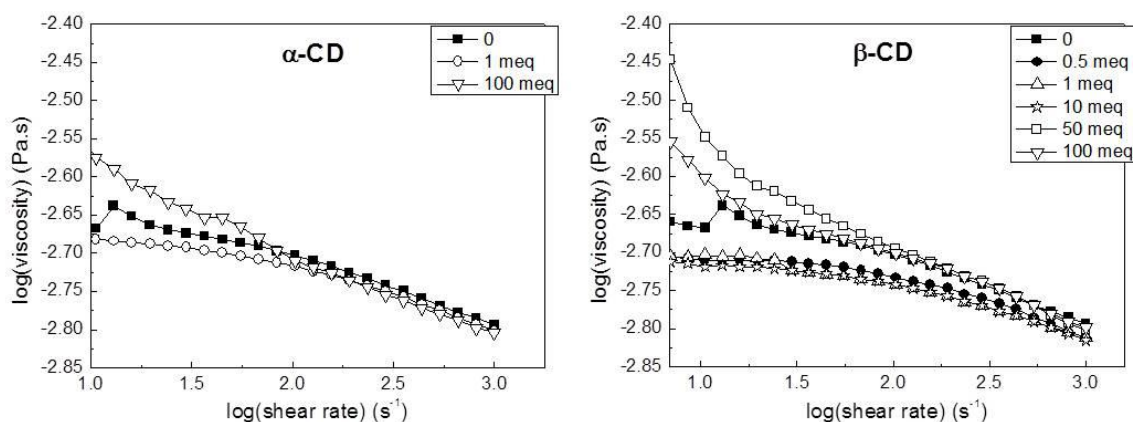 α-CD
0
1 meq
100 meq
-2.40
-2.45
-2.50
-2.55
-2.60
-2.65
-2.70
-2.75
-2.80
-2.85
log(viscosity) (Pa.s)
1.0
1.5
2.0
2.5
3.0
log(shear rate) (s⁻¹)
β-CD
0
0.5 meq
1 meq
10 meq
50 meq
100 meq
-2.40
-2.45
-2.50
-2.55
-2.60
-2.65
-2.70
-2.75
-2.80
-2.85
log(viscosity) (Pa.s)
1.0
1.5
2.0
2.5
3.0
log(shear rate) (s⁻¹)